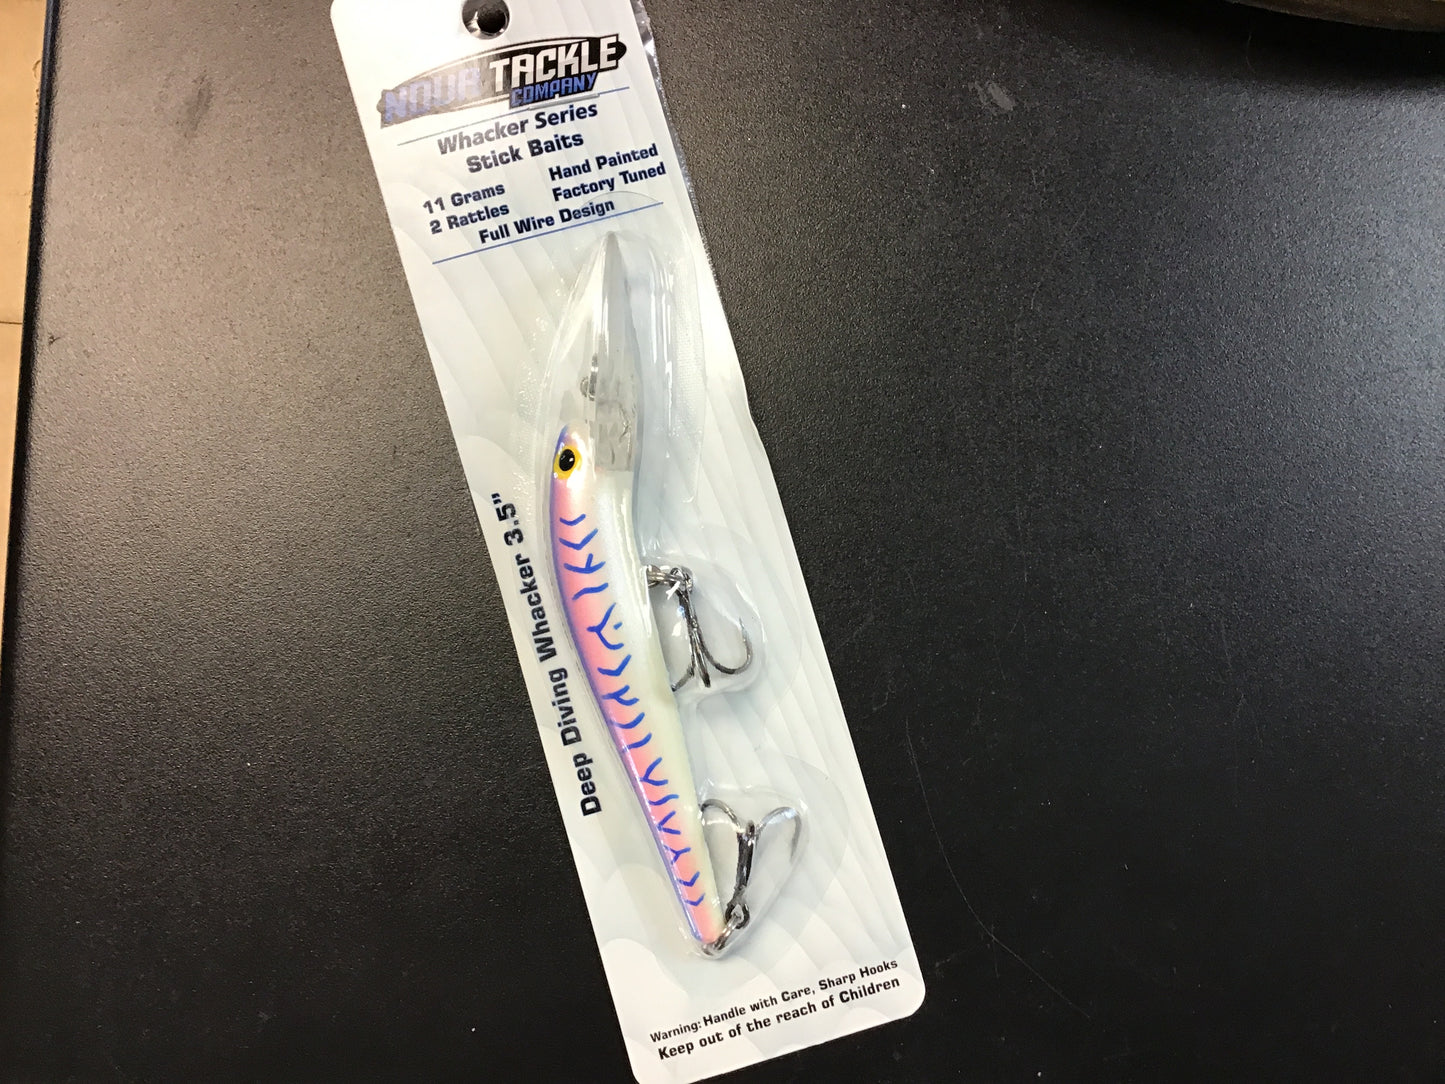 NOUR TACKLE
COMPANY
Whacker Series
Stick Baits
11 Grams Hand Painted
2 Rattles Factory Tuned
Full Wire Design
Deep Diving Whacker 3.5"
Warning: Handle with Care, Sharp Hooks
Keep out of the reach of Children